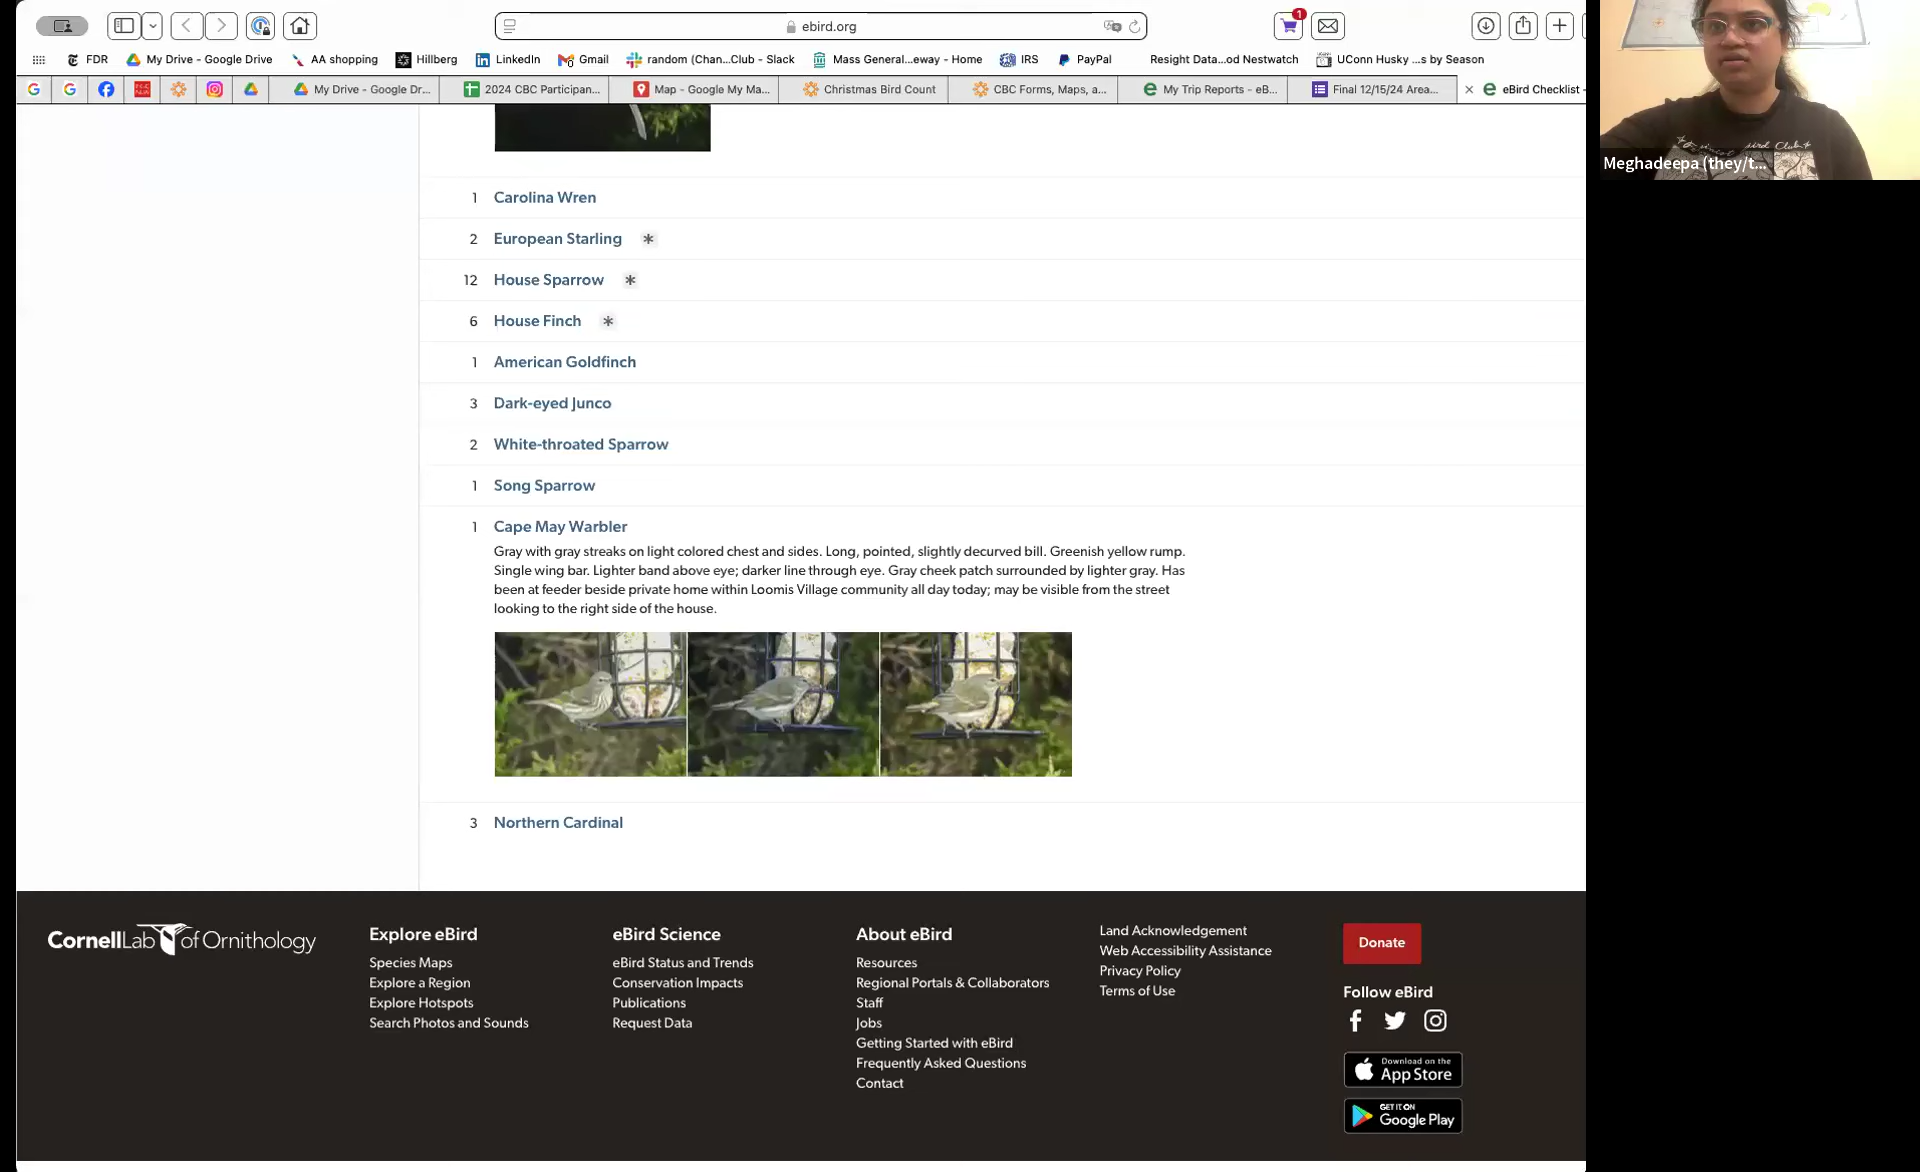 ebird.org
1
FDR
My Drive - Google Drive
AA shopping
Hillberg
LinkedIn
Gmail
random (Chan...Club - Slack
Mass General...eway - Home
IRS
PayPal
Resight Data...od Nestwatch
UConn Husky ...s by Season
My Drive - Google Dr...
2024 CBC Participan...
Map - Google My Ma...
Christmas Bird Count
CBC Forms, Maps, a...
My Trip Reports - eB...
Final 12/15/24 Area...
eBird Checklist -
Meghadeepa (they/t...
1 Carolina Wren
2 European Starling *
12 House Sparrow *
6 House Finch *
1 American Goldfinch
3 Dark-eyed Junco
2 White-throated Sparrow
1 Song Sparrow
1 Cape May Warbler
Gray with gray streaks on light colored chest and sides. Long, pointed, slightly decurved bill. Greenish yellow rump.
Single wing bar. Lighter band above eye; darker line through eye. Gray cheek patch surrounded by lighter gray. Has
been at feeder beside private home within Loomis Village community all day today; may be visible from the street
looking to the right side of the house.
3 Northern Cardinal
CornellLab of Ornithology
Explore eBird
Species Maps
Explore a Region
Explore Hotspots
Search Photos and Sounds
eBird Science
eBird Status and Trends
Conservation Impacts
Publications
Request Data
About eBird
Resources
Regional Portals & Collaborators
Staff
Jobs
Getting Started with eBird
Frequently Asked Questions
Contact
Land Acknowledgement
Web Accessibility Assistance
Privacy Policy
Terms of Use
Donate
Follow eBird
Download on the
App Store
GET IT ON
Google Play